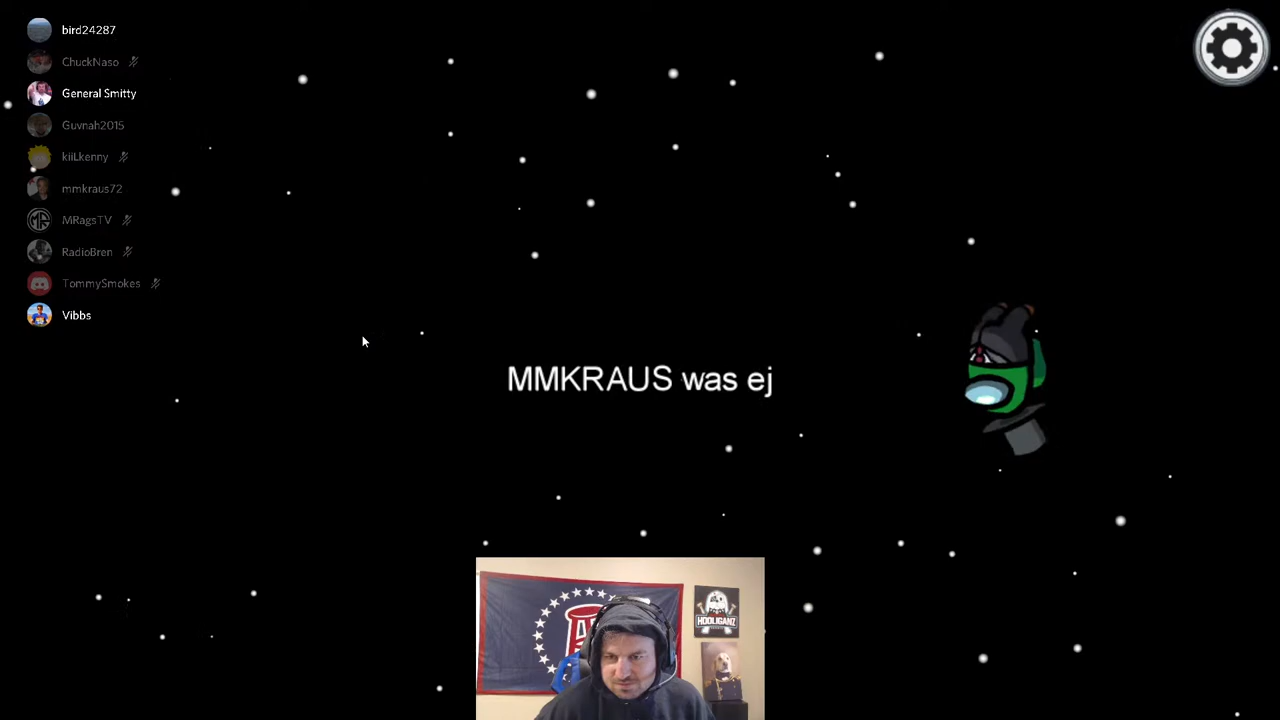 bird24287
ChuckNaso
General Smitty
Guvnah2015
kiiLkenny
mmkraus72
MRagsTV
RadioBren
TommySmokes
Vibbs
MMKRAUS was ej
HOOLIGANZ